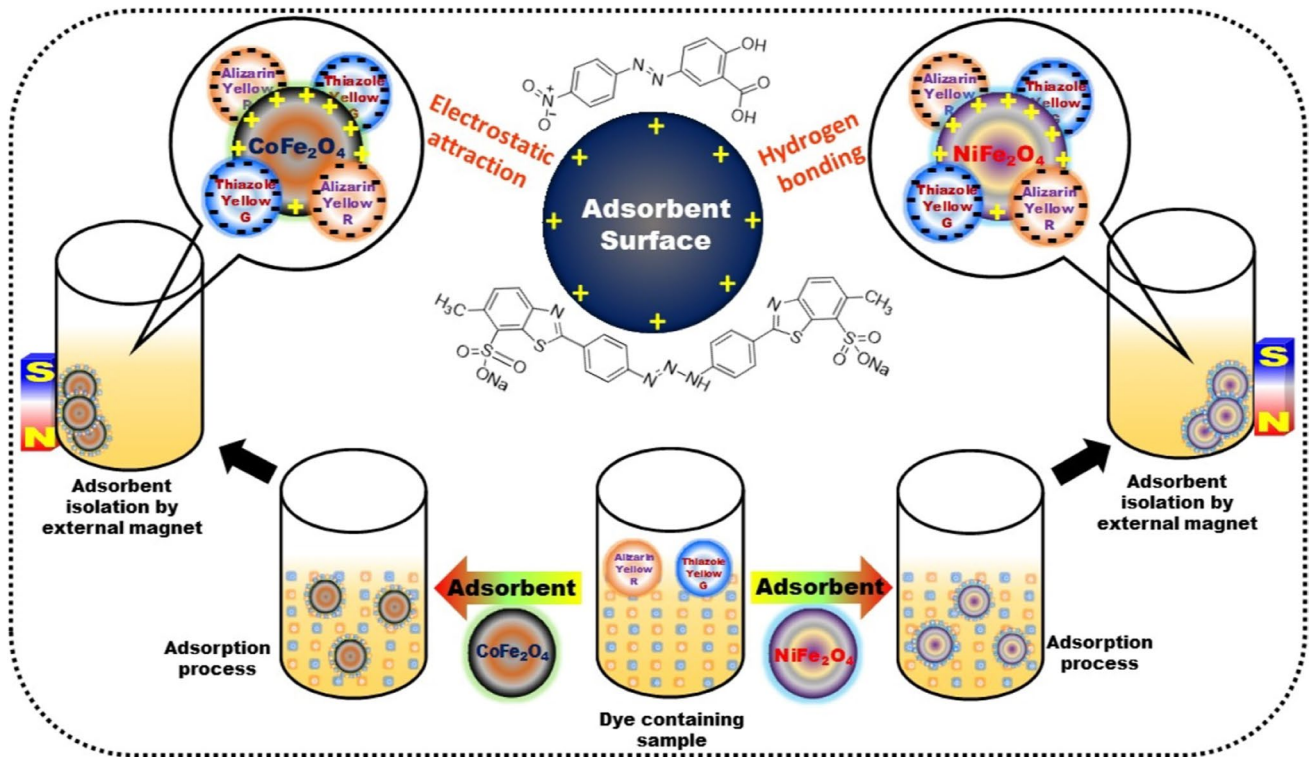 Alizarin
Yellow
R
Thiazole
Yellow
G
CoFe₂O₄
Thiazole
Yellow
G
Alizarin
Yellow
R
Electrostatic
attraction
N
N
N⁺
O
O⁻
OH
O
OH
Adsorbent
Surface
Hydrogen
bonding
Alizarin
Yellow
R
Thiazole
Yellow
G
NiFe₂O₄
Thiazole
Yellow
G
Alizarin
Yellow
R
H₃C
N
S
O
S
O
ONa
N
N
NH
N
S
CH₃
O
S
O
ONa
S
N
S
N
Adsorbent
isolation by
external magnet
Adsorbent
isolation by
external magnet
Adsorption
process
Adsorbent
CoFe₂O₄
Alizarin
Yellow
R
Thiazole
Yellow
G
Adsorbent
NiFe₂O₄
Adsorption
process
Dye containing
sample